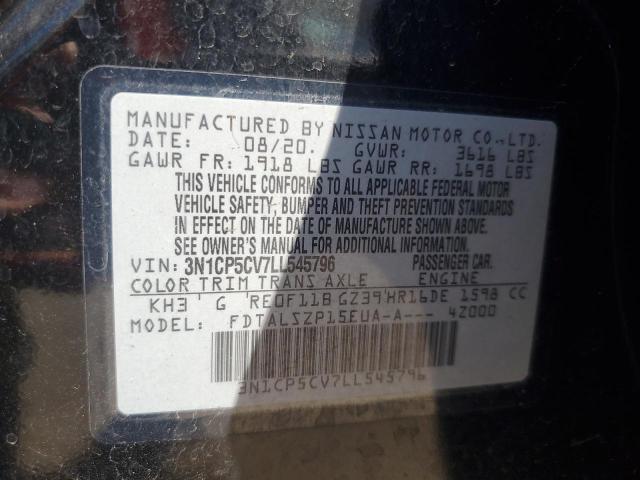 MANUFACTURED BY NISSAN MOTOR CO., LTD.
DATE: 08/20. GVWR: 3616 LBS
GAWR FR: 1918 LBS GAWR RR: 1698 LBS
THIS VEHICLE CONFORMS TO ALL APPLICABLE FEDERAL MOTOR
VEHICLE SAFETY, BUMPER AND THEFT PREVENTION STANDARDS
IN EFFECT ON THE DATE OF MANUFACTURE SHOWN ABOVE.
SEE OWNER'S MANUAL FOR ADDITIONAL INFORMATION.
VIN: 3N1CP5CV7LL545796 PASSENGER CAR.
COLOR TRIM TRANS AXLE ENGINE
KH3 ' G 'RE0F11B GZ39'HR16DE 1598 CC
MODEL: FDTALSZP15EUA-A--- 4Z000
3N1CP5CV7LL545796